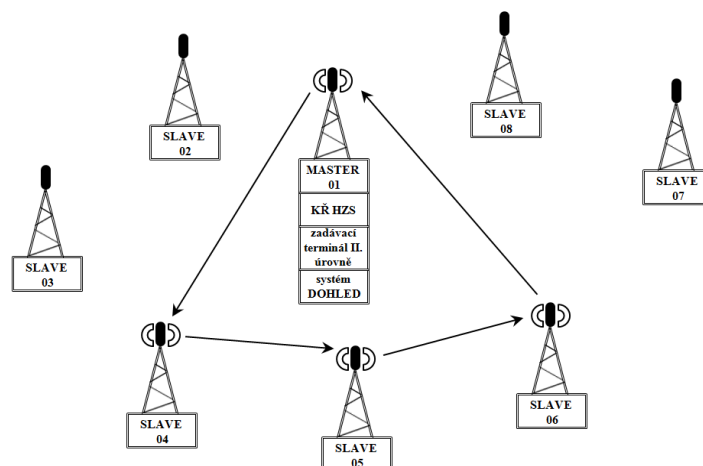 SLAVE
02
SLAVE
08
MASTER
01
KŘ HZS
zadávací
terminál II.
úrovně
systém
DOHLED
SLAVE
07
SLAVE
03
SLAVE
04
SLAVE
05
SLAVE
06